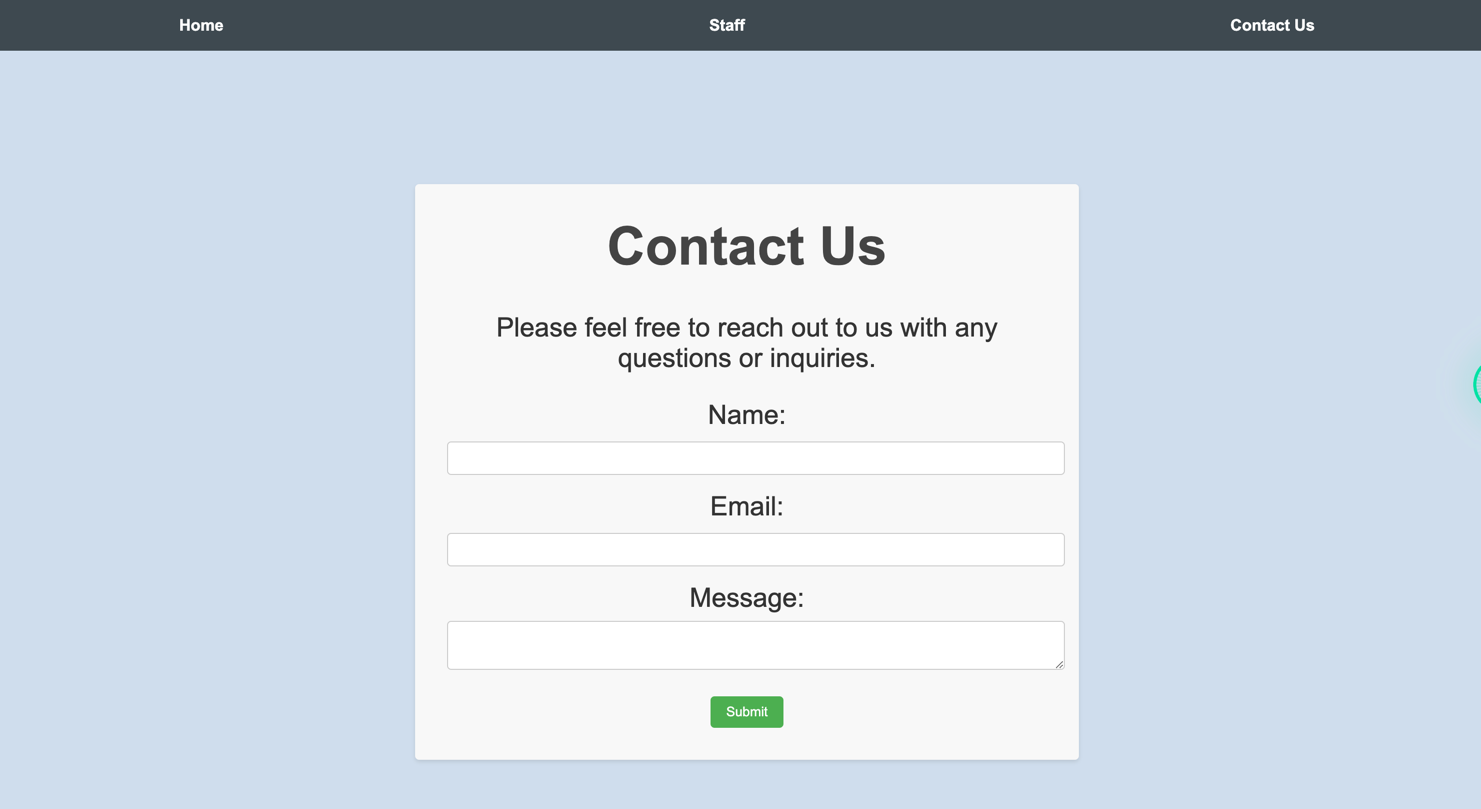 Home Staff Contact Us
Contact Us
Please feel free to reach out to us with any
questions or inquiries.
Name:
Email:
Message:
Submit